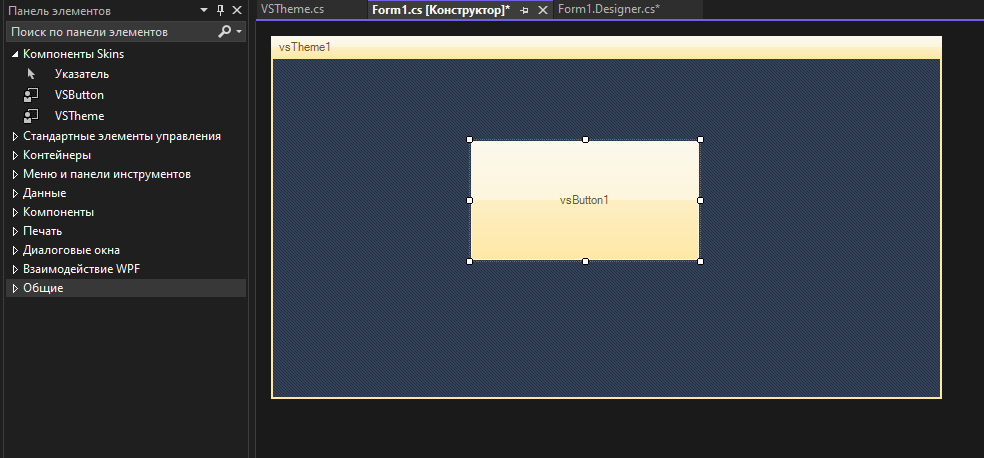 Панель элементов
Поиск по панели элементов
Компоненты Skins
Указатель
VSButton
VSTheme
Стандартные элементы управления
Контейнеры
Меню и панели инструментов
Данные
Компоненты
Печать
Диалоговые окна
Взаимодействие WPF
Общие
VSTheme.cs
Form1.cs [Конструктор]*
Form1.Designer.cs*
vsTheme1
vsButton1